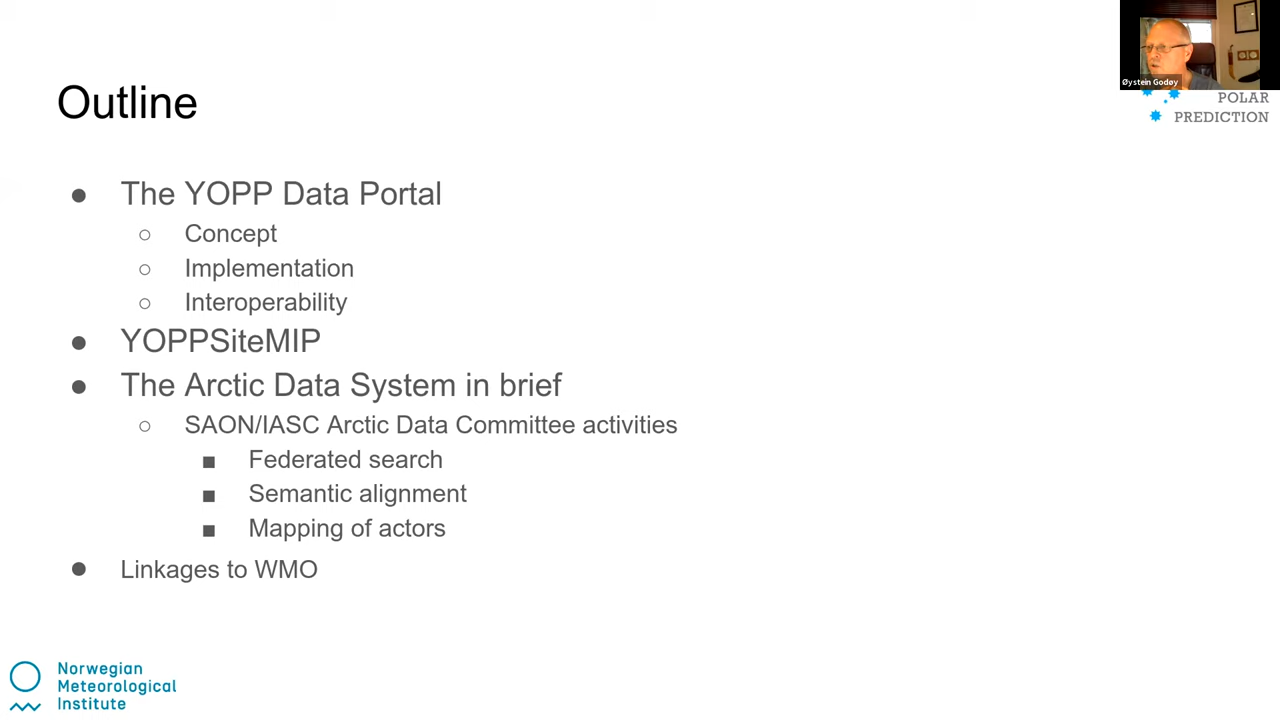 Øystein Godøy
POLAR
PREDICTION
Outline
● The YOPP Data Portal
○ Concept
○ Implementation
○ Interoperability
● YOPPSiteMIP
● The Arctic Data System in brief
○ SAON/IASC Arctic Data Committee activities
■ Federated search
■ Semantic alignment
■ Mapping of actors
● Linkages to WMO
Norwegian
Meteorological
Institute